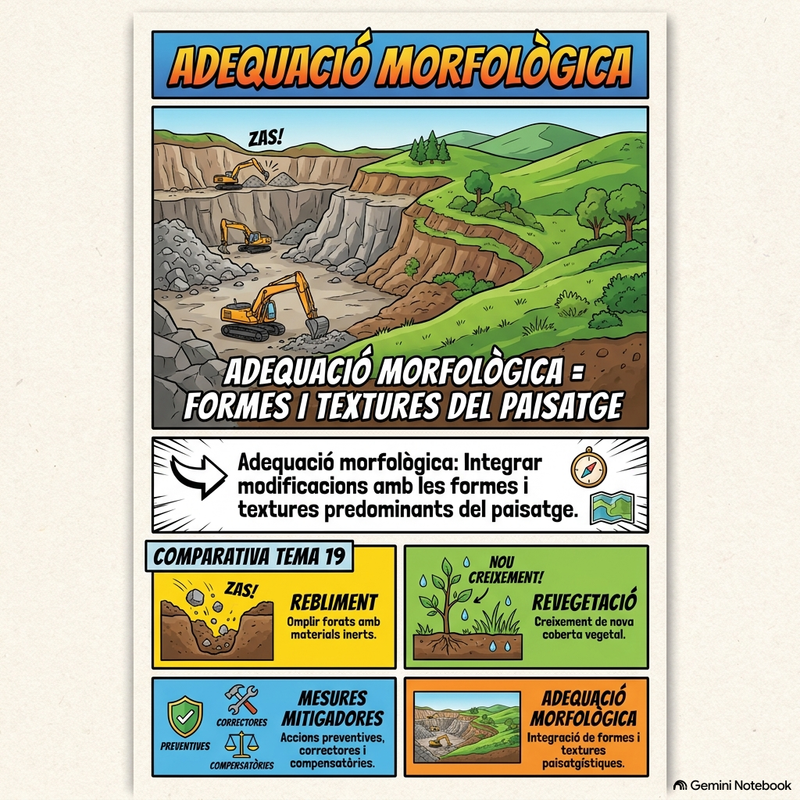 ADEQUACIÓ MORFOLÒGICA
ZAS!
ADEQUACIÓ MORFOLÒGICA =
FORMES I TEXTURES DEL PAISATGE
Adequació morfològica: Integrar
modificacions amb les formes i
textures predominants del paisatge.
COMPARATIVA TEMA 19
ZAS!
REBLIMENT
Omplir forats amb
materials inerts.
NOU
CREIXEMENT!
REVEGETACIÓ
Creixement de nova
coberta vegetal.
PREVENTIVES
CORRECTORES
COMPENSATÒRIES
MESURES
MITIGADORES
Accions preventives,
correctores i
compensatòries.
ADEQUACIÓ
MORFOLÒGICA
Integració de formes i
textures
paisatgístiques.
Gemini Notebook